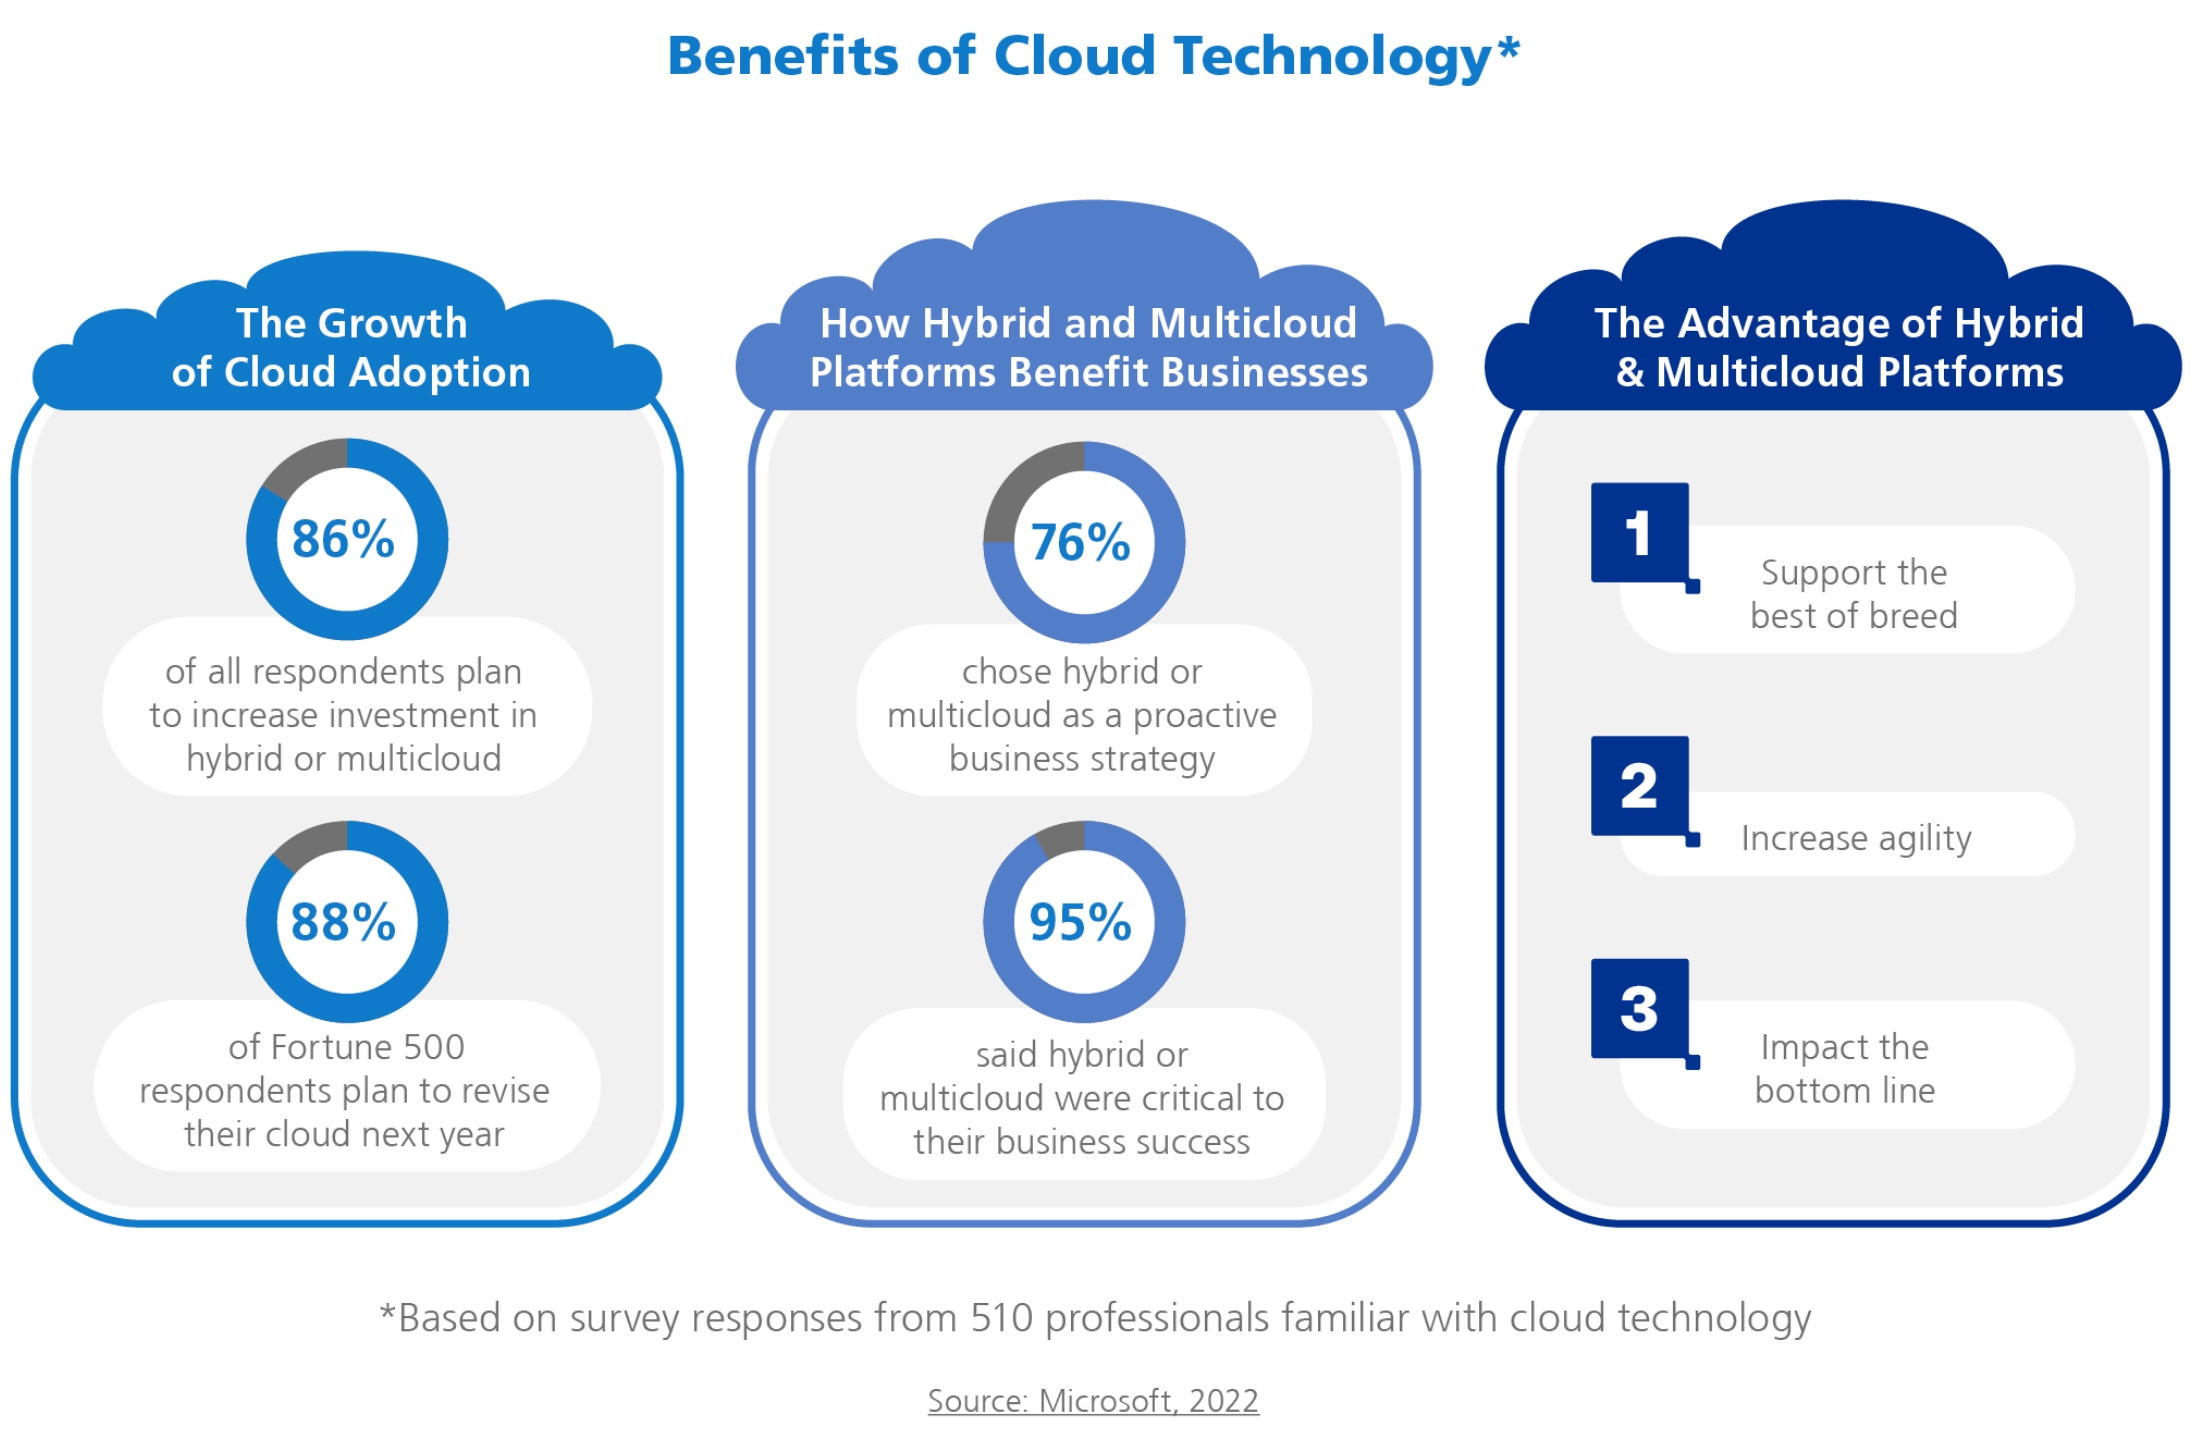 Benefits of Cloud Technology*
The Growth
of Cloud Adoption
86%
of all respondents plan
to increase investment in
hybrid or multicloud
88%
of Fortune 500
respondents plan to revise
their cloud next year
How Hybrid and Multicloud
Platforms Benefit Businesses
76%
chose hybrid or
multicloud as a proactive
business strategy
95%
said hybrid or
multicloud were critical to
their business success
The Advantage of Hybrid
& Multicloud Platforms
1
Support the
best of breed
2
Increase agility
3
Impact the
bottom line
*Based on survey responses from 510 professionals familiar with cloud technology
Source: Microsoft, 2022